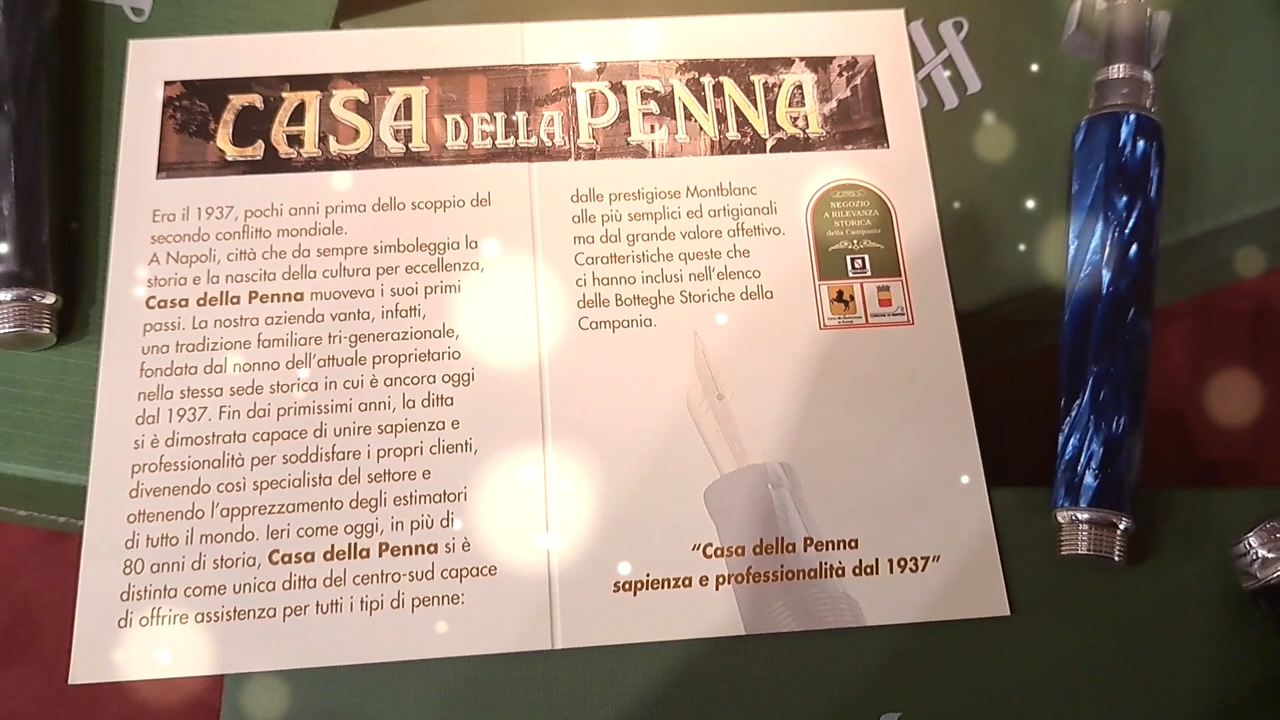 CASA DELLA PENNA
Era il 1937, pochi anni prima dello scoppio del
secondo conflitto mondiale.
A Napoli, città che da sempre simboleggia la
storia e la nascita della cultura per eccellenza,
Casa della Penna muoveva i suoi primi
passi. La nostra azienda vanta, infatti,
una tradizione familiare tri-generazionale,
fondata dal nonno dell'attuale proprietario
nella stessa sede storica in cui è ancora oggi
dal 1937. Fin dai primissimi anni, la ditta
si è dimostrata capace di unire sapienza e
professionalità per soddisfare i propri clienti,
divenendo così specialista del settore e
ottenendo l'apprezzamento degli estimatori
di tutto il mondo. Ieri come oggi, in più di
80 anni di storia, Casa della Penna si è
distinta come unica ditta del centro-sud capace
di offrire assistenza per tutti i tipi di penne:
dalle prestigiose Montblanc
alle più semplici ed artigianali
ma dal grande valore affettivo.
Caratteristiche queste che
ci hanno inclusi nell'elenco
delle Botteghe Storiche della
Campania.
NEGOZIO
A RILEVANZA
STORICA
della Campania
"Casa della Penna
sapienza e professionalità dal 1937"